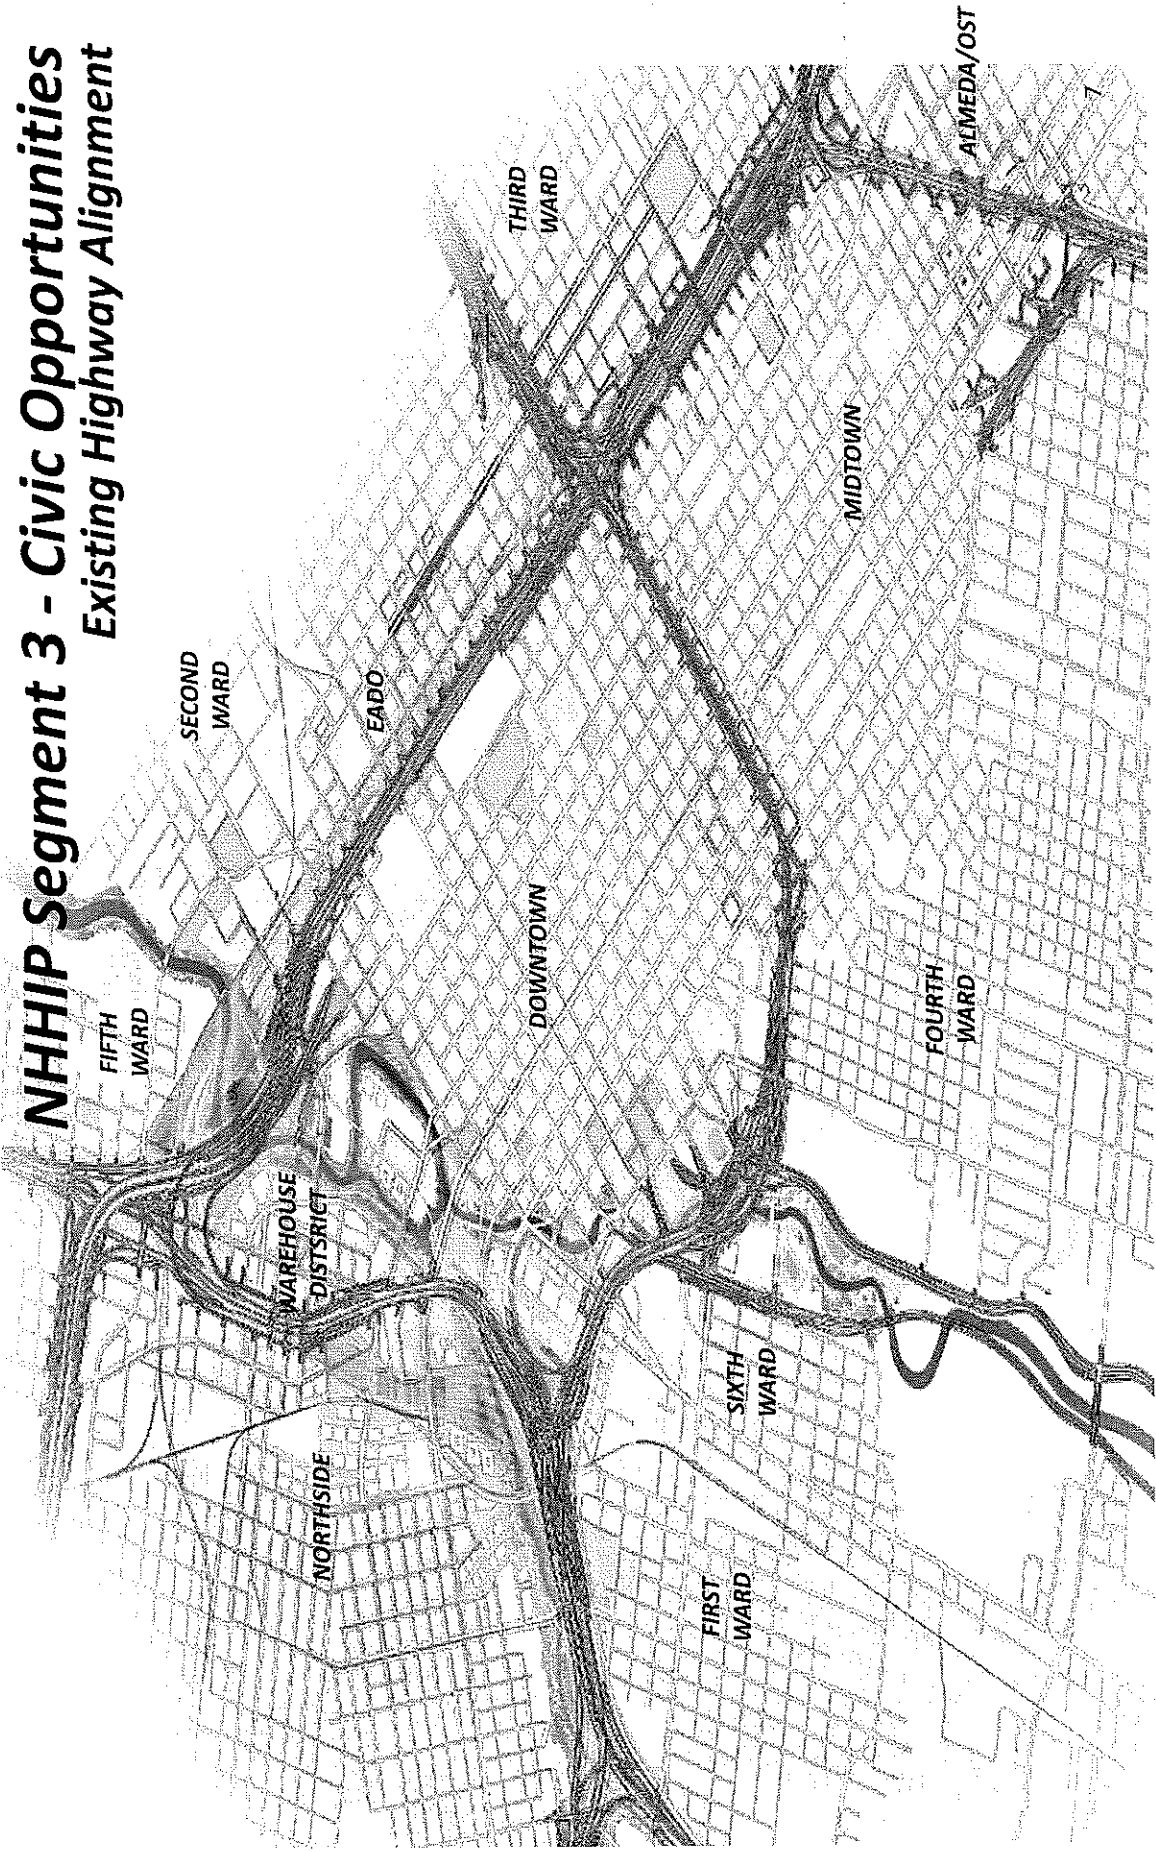 NHHIP Segment 3 - Civic Opportunities
Existing Highway Alignment
FIFTH
WARD
SECOND
WARD
EADO
THIRD
WARD
WAREHOUSE
DISTSRICT
NORTHSIDE
DOWNTOWN
MIDTOWN
ALMEDA/OST
SIXTH
WARD
FOURTH
WARD
FIRST
WARD
7